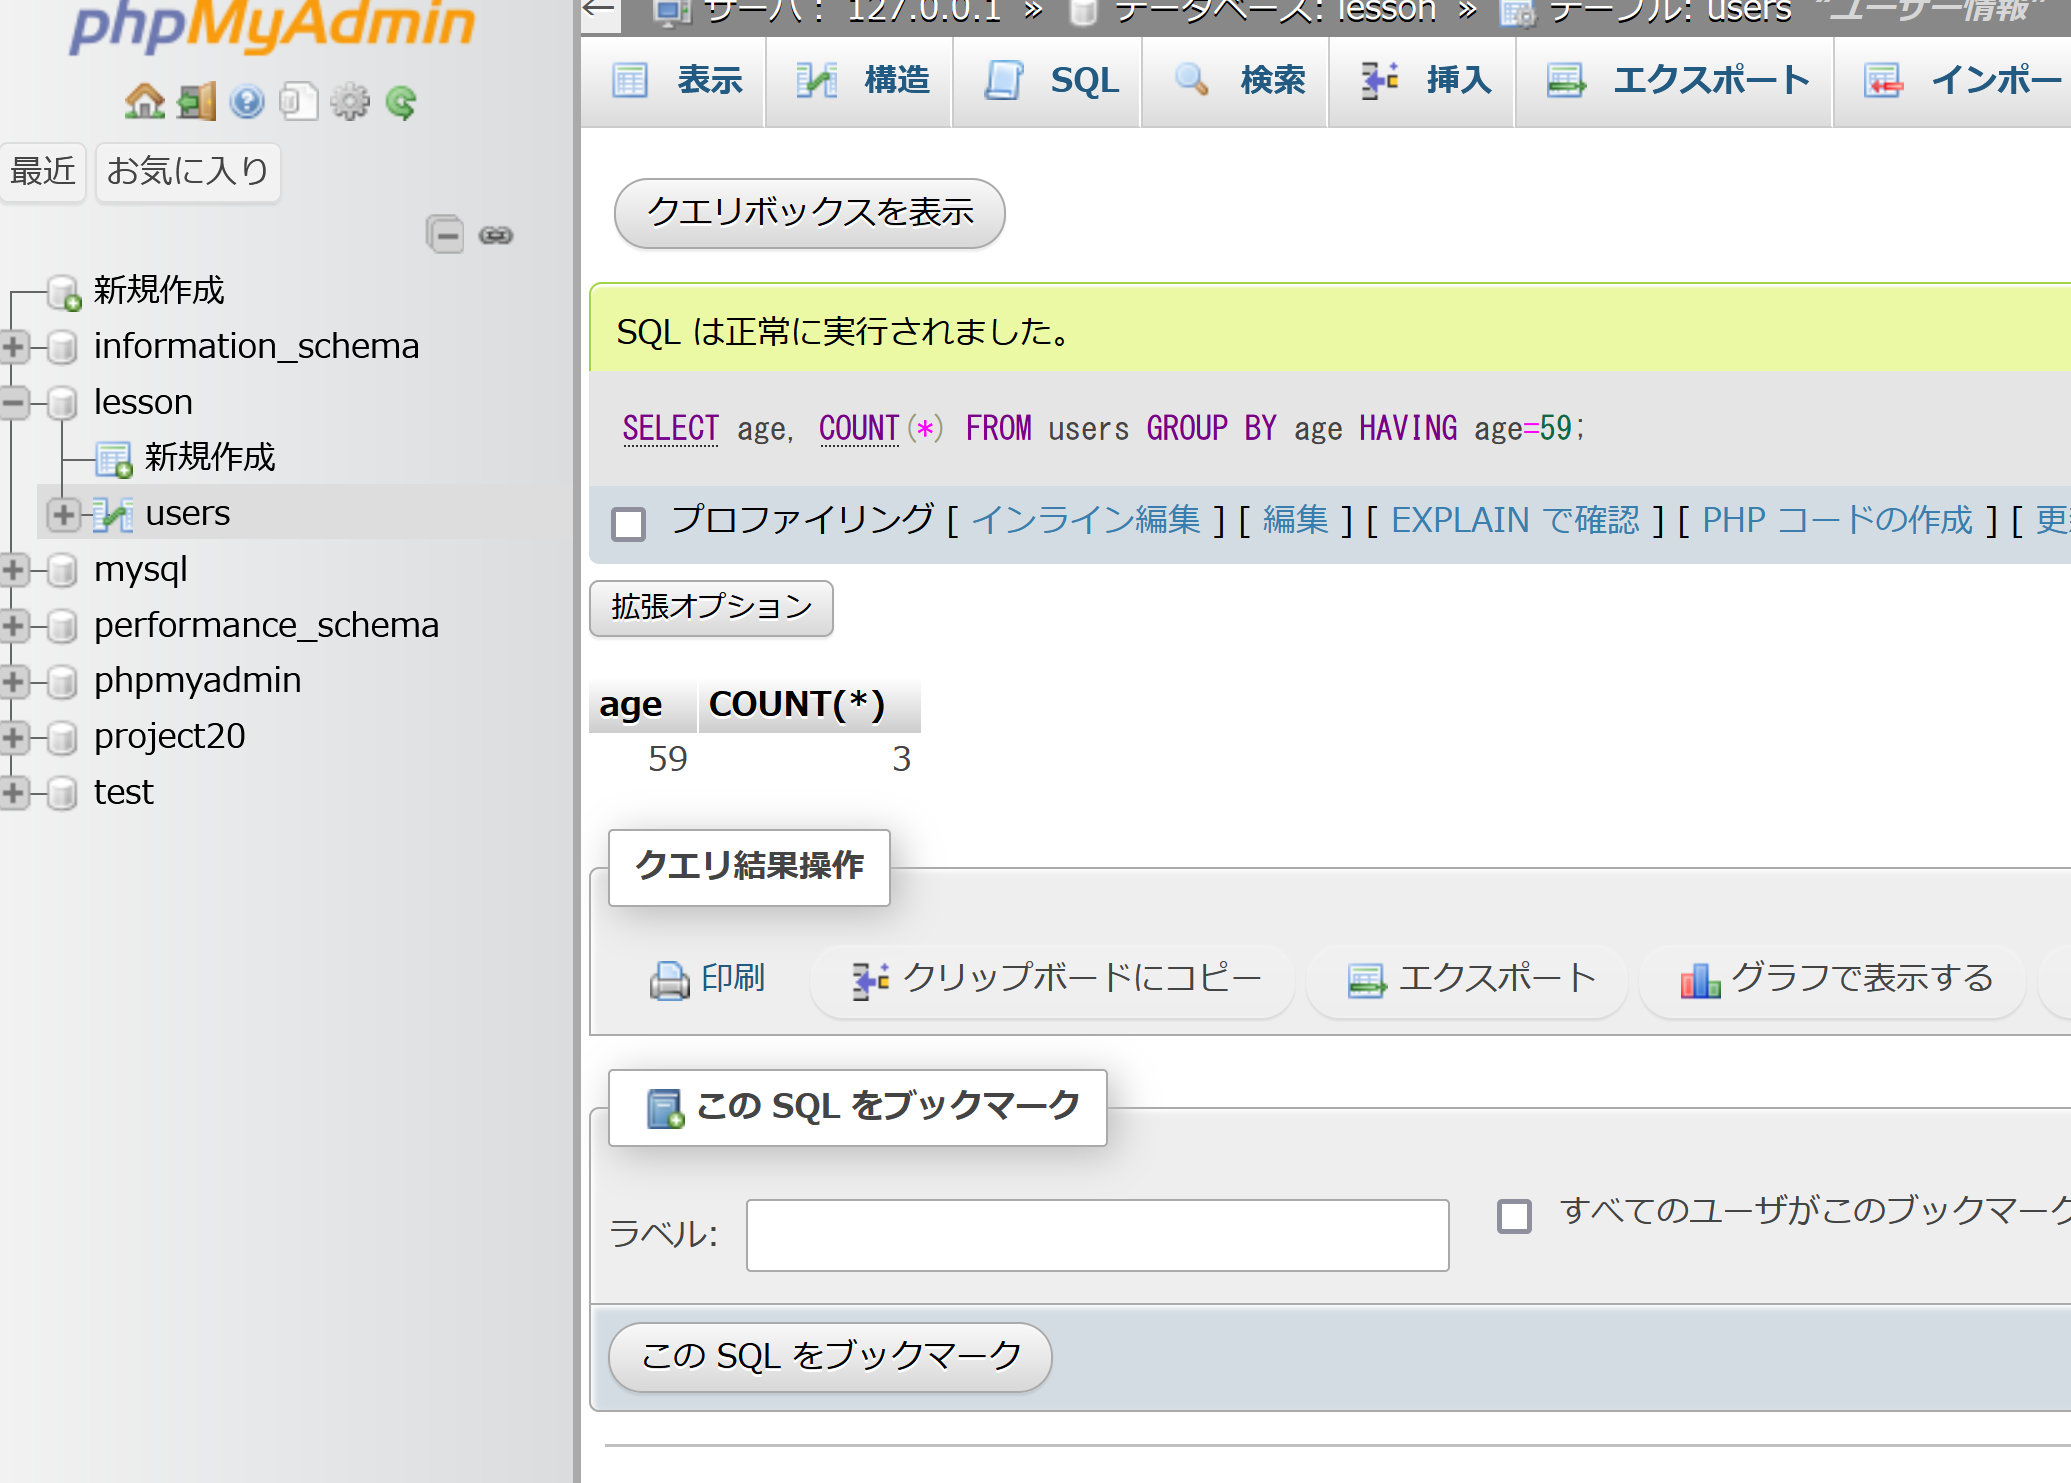 phpMyAdmin
最近 お気に入り
新規作成
information_schema
lesson
新規作成
users
mysql
performance_schema
phpmyadmin
project20
test
サーバ: 127.0.0.1 » データベース: lesson » テーブル: users "ユーザー情報"
表示 構造 SQL 検索 挿入 エクスポート インポー
クエリボックスを表示
SQL は正常に実行されました。
SELECT age, COUNT(*) FROM users GROUP BY age HAVING age=59;
プロファイリング [ インライン編集 ] [ 編集 ] [ EXPLAIN で確認 ] [ PHP コードの作成 ] [ 更
拡張オプション
age COUNT(*)
59 3
クエリ結果操作
印刷 クリップボードにコピー エクスポート グラフで表示する
この SQL をブックマーク
ラベル: すべてのユーザがこのブックマーク
この SQL をブックマーク